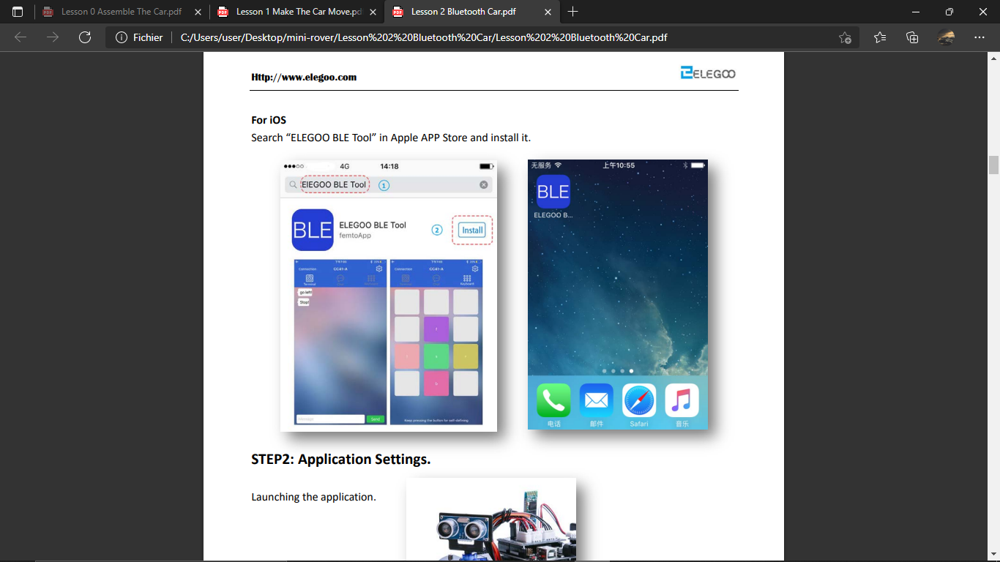 Lesson 0 Assemble The Car.pdf
Lesson 1 Make The Car Move.pd
Lesson 2 Bluetooth Car.pdf
Fichier
C:/Users/user/Desktop/mini-rover/Lesson%202%20Bluetooth%20Car/Lesson%202%20Bluetooth%20Car.pdf
Http://www.elegoo.com
ELEGOO
For iOS
Search “ELEGOO BLE Tool” in Apple APP Store and install it.
4G
14:18
ElEGOO BLE Tool
1
BLE
ELEGOO BLE Tool
femtoApp
2
Install
Connection
CC41-A
Terminal
go left!
Stop!
Message
Send
Connection
CC41-A
Keyboard
Keep pressing the button for self-defining
无服务
上午10:55
BLE
ELEGOO B...
电话
邮件
Safari
音乐
STEP2: Application Settings.
Launching the application.